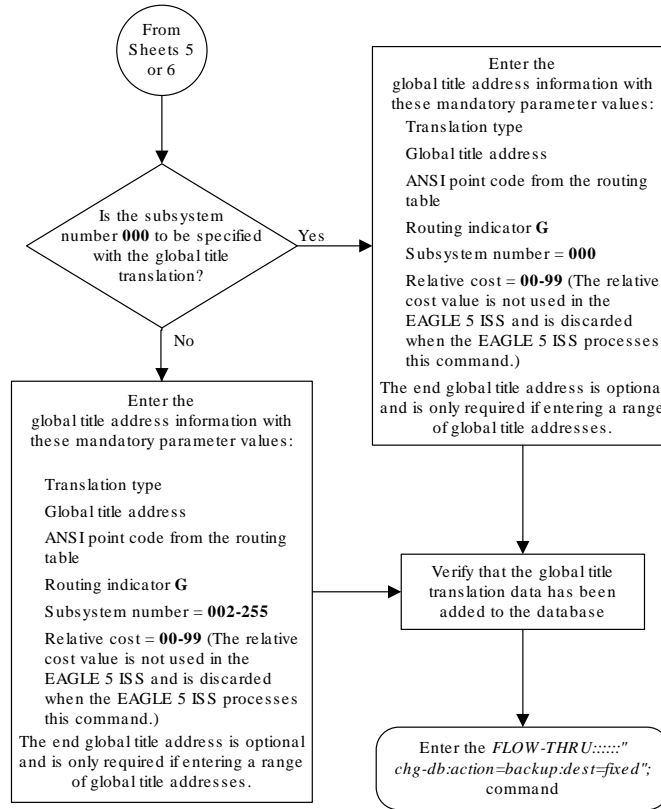 From
Sheets 5
or 6
Is the subsystem
number 000 to be specified
with the global title
translation?
Yes
No
Enter the
global title address information with
these mandatory parameter values:
Translation type
Global title address
ANSI point code from the routing
table
Routing indicator G
Subsystem number = 000
Relative cost = 00-99 (The relative
cost value is not used in the
EAGLE 5 ISS and is discarded
when the EAGLE 5 ISS processes
this command.)
The end global title address is optional
and is only required if entering a range
of global title addresses.
Enter the
global title address information with
these mandatory parameter values:
Translation type
Global title address
ANSI point code from the routing
table
Routing indicator G
Subsystem number = 002-255
Relative cost = 00-99 (The relative
cost value is not used in the
EAGLE 5 ISS and is discarded
when the EAGLE 5 ISS processes
this command.)
The end global title address is optional
and is only required if entering a range
of global title addresses.
Verify that the global title
translation data has been
added to the database
Enter the FLOW-THRU::::::"
chg-db:action=backup:dest=fixed";
command